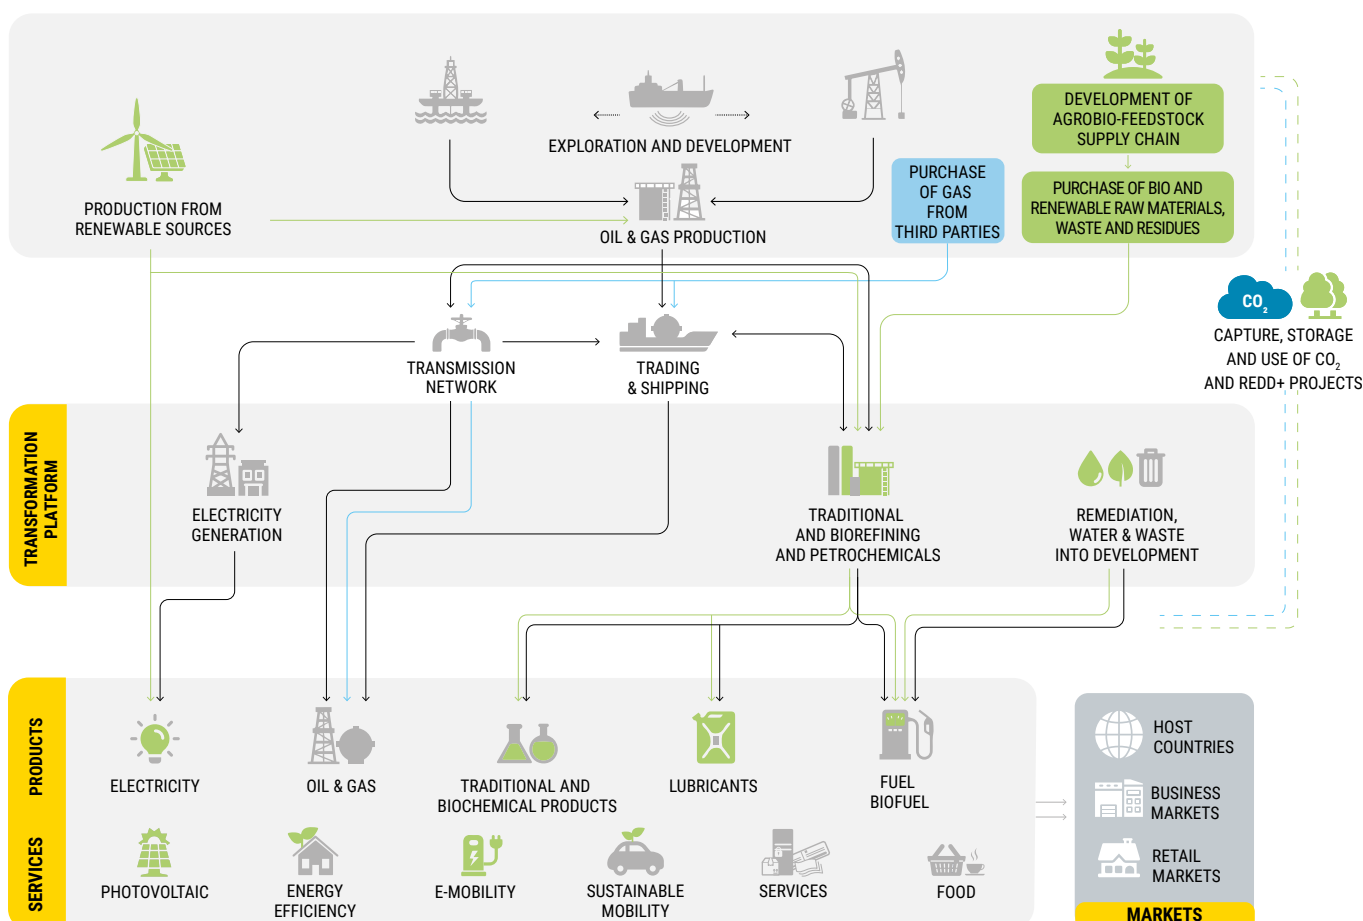 DEVELOPMENT OF
AGROBIO-FEEDSTOCK
SUPPLY CHAIN
EXPLORATION AND DEVELOPMENT
PURCHASE
OF GAS
FROM
THIRD PARTIES
PURCHASE OF BIO AND
RENEWABLE RAW MATERIALS,
WASTE AND RESIDUES
PRODUCTION FROM
RENEWABLE SOURCES
OIL & GAS PRODUCTION
CO2
CAPTURE, STORAGE
AND USE OF CO2
AND REDD+ PROJECTS
TRANSMISSION
NETWORK
TRADING
& SHIPPING
TRANSFORMATION
PLATFORM
ELECTRICITY
GENERATION
TRADITIONAL
AND BIOREFINING
AND PETROCHEMICALS
REMEDIATION,
WATER & WASTE
INTO DEVELOPMENT
PRODUCTS
ELECTRICITY
OIL & GAS
TRADITIONAL AND
BIOCHEMICAL PRODUCTS
LUBRICANTS
FUEL
BIOFUEL
SERVICES
PHOTOVOLTAIC
ENERGY
EFFICIENCY
E-MOBILITY
SUSTAINABLE
MOBILITY
SERVICES
FOOD
HOST
COUNTRIES
BUSINESS
MARKETS
RETAIL
MARKETS
MARKETS